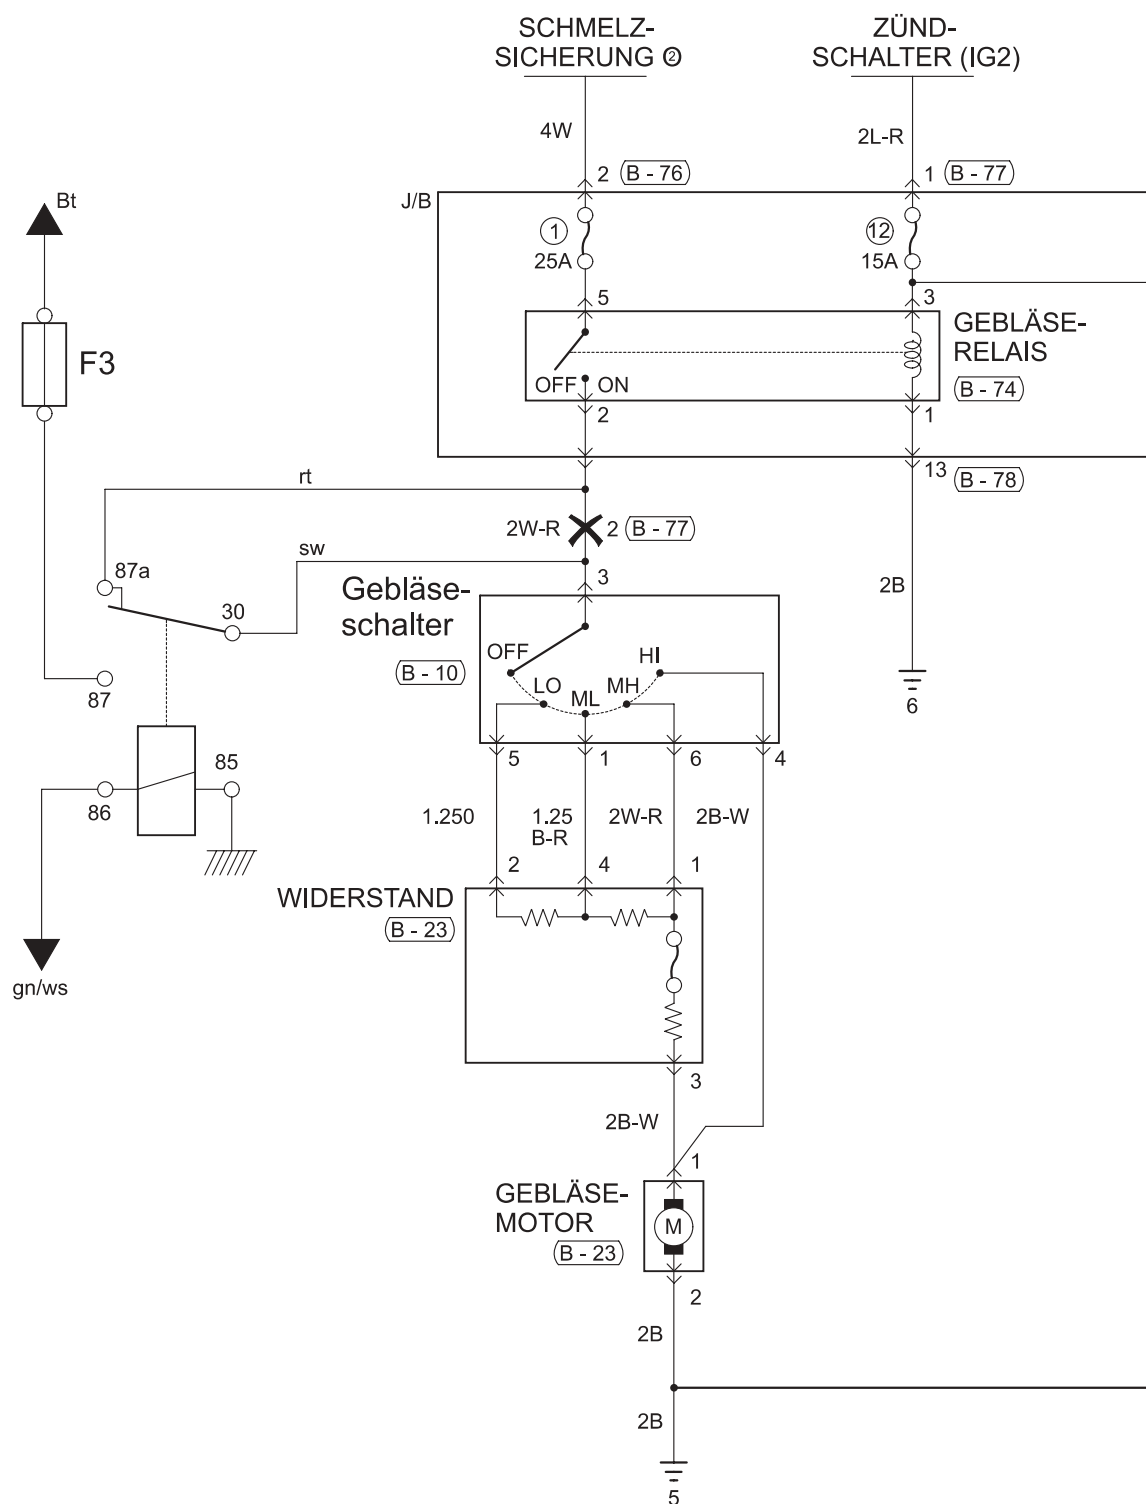 SCHMELZ-
SICHERUNG ②
ZÜND-
SCHALTER (IG2)
4W
2L-R
2 B - 76
1 B - 77
J/B
Bt
1
25A
12
15A
5
3
F3
GEBLÄSE-
RELAIS
OFF ON
B - 74
2
1
13 B - 78
rt
2W-R 2 B - 77
sw
87a
3
30
Gebläse-
schalter
2B
OFF
HI
B - 10
LO
ML
MH
87
6
5
1
6
4
85
86
1.250
1.25
B-R
2W-R
2B-W
2
4
1
WIDERSTAND
B - 23
gn/ws
3
2B-W
1
GEBLÄSE-
MOTOR
M
B - 23
2
2B
2B
5